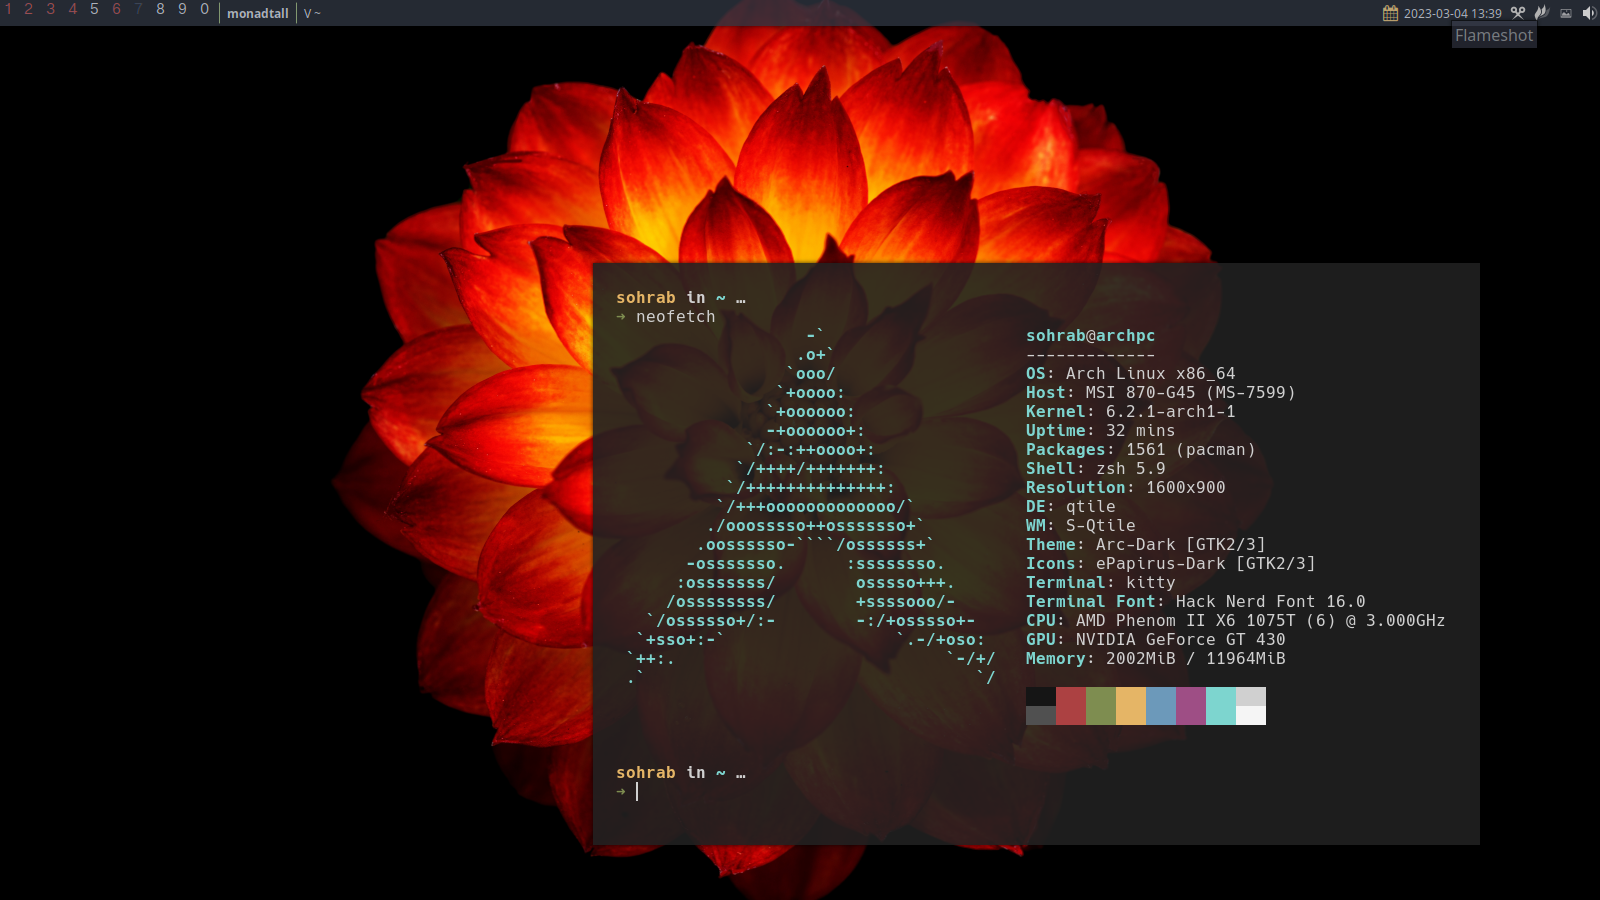 1 2 3 4 5 6 7 8 9 0 monadtall V ~ 2023-03-04 13:39
Flameshot
sohrab in ~ …
➜ neofetch
-`
.o+`
`ooo/
`+oooo:
`+oooooo:
-+oooooo+:
`/:-:++oooo+:
`/++++/+++++++:
`/++++++++++++++:
`/+++ooooooooooooo/`
./ooosssso++osssssso+`
.oossssso-````/ossssss+`
-osssssso. :ssssssso.
:osssssss/ osssso+++.
/ossssssss/ +ssssooo/-
`/ossssso+/:- -:/+osssso+-
`+sso+:-` `.-/+oso:
`++:. `-/+/
.` `/
sohrab@archpc
-------------
OS: Arch Linux x86_64
Host: MSI 870-G45 (MS-7599)
Kernel: 6.2.1-arch1-1
Uptime: 32 mins
Packages: 1561 (pacman)
Shell: zsh 5.9
Resolution: 1600x900
DE: qtile
WM: S-Qtile
Theme: Arc-Dark [GTK2/3]
Icons: ePapirus-Dark [GTK2/3]
Terminal: kitty
Terminal Font: Hack Nerd Font 16.0
CPU: AMD Phenom II X6 1075T (6) @ 3.000GHz
GPU: NVIDIA GeForce GT 430
Memory: 2002MiB / 11964MiB
sohrab in ~ …
➜